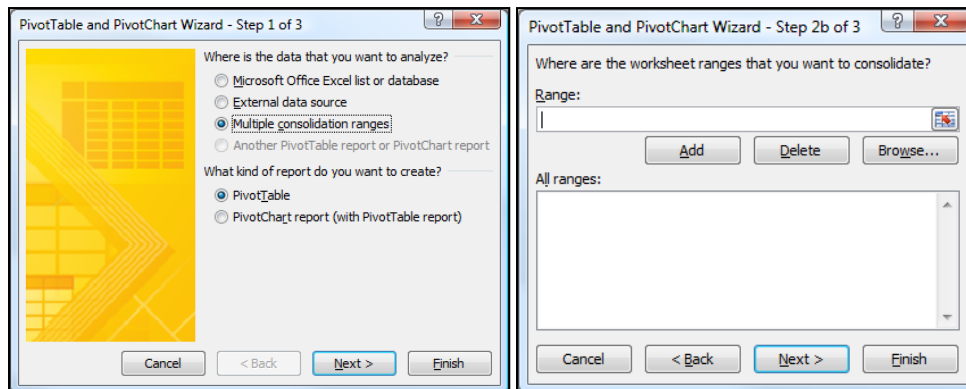 PivotTable and PivotChart Wizard - Step 1 of 3
Where is the data that you want to analyze?
Microsoft Office Excel list or database
External data source
Multiple consolidation ranges
Another PivotTable report or PivotChart report
What kind of report do you want to create?
PivotTable
PivotChart report (with PivotTable report)
Cancel
< Back
Next >
Finish
PivotTable and PivotChart Wizard - Step 2b of 3
Where are the worksheet ranges that you want to consolidate?
Range:
Add
Delete
Browse...
All ranges:
Cancel
< Back
Next >
Finish